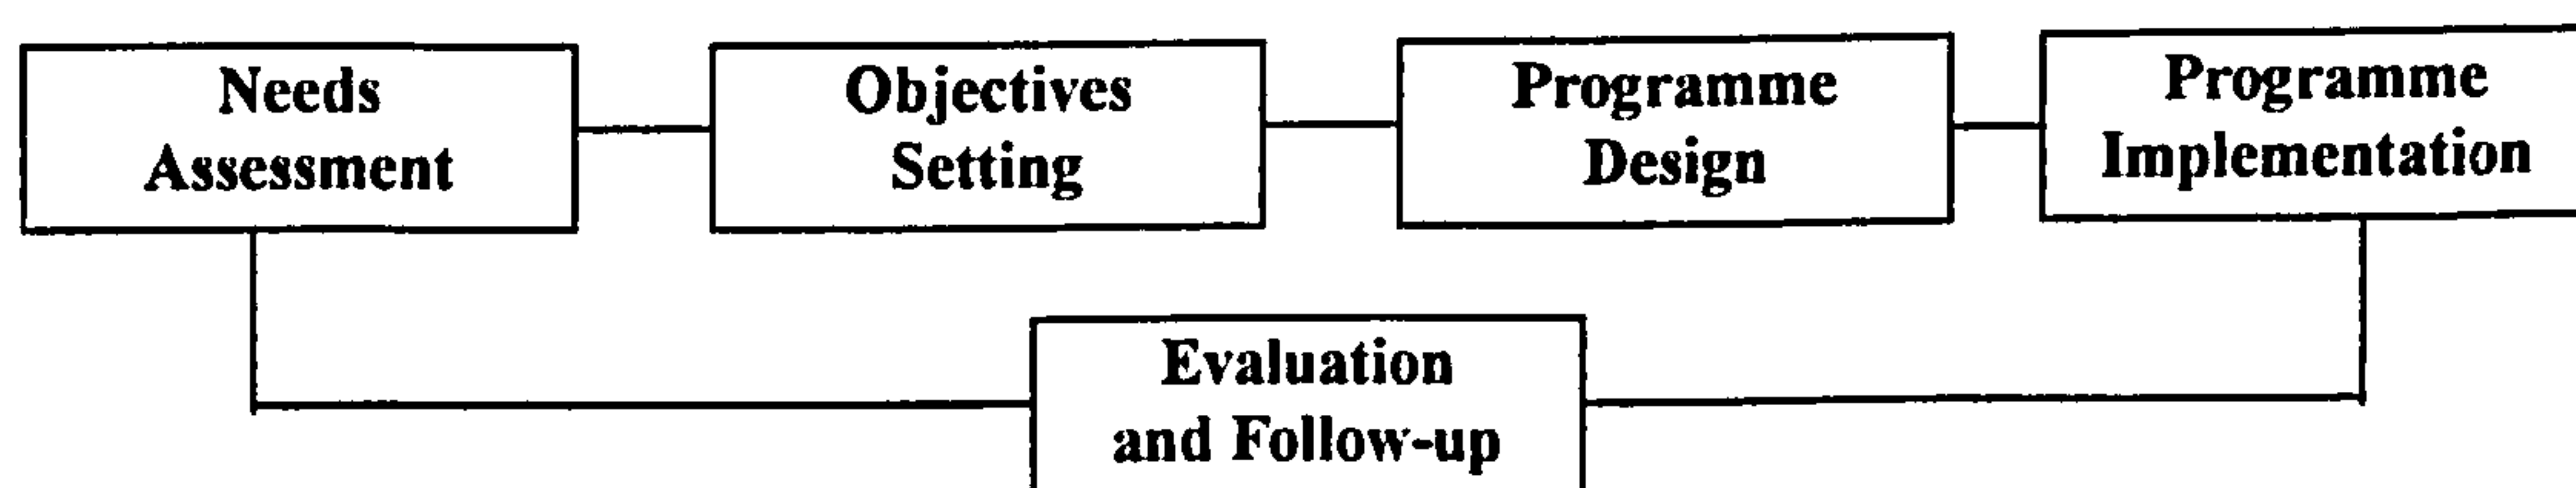 Needs
Assessment
Objectives
Setting
Programme
Design
Programme
Implementation
Evaluation
and Follow-up